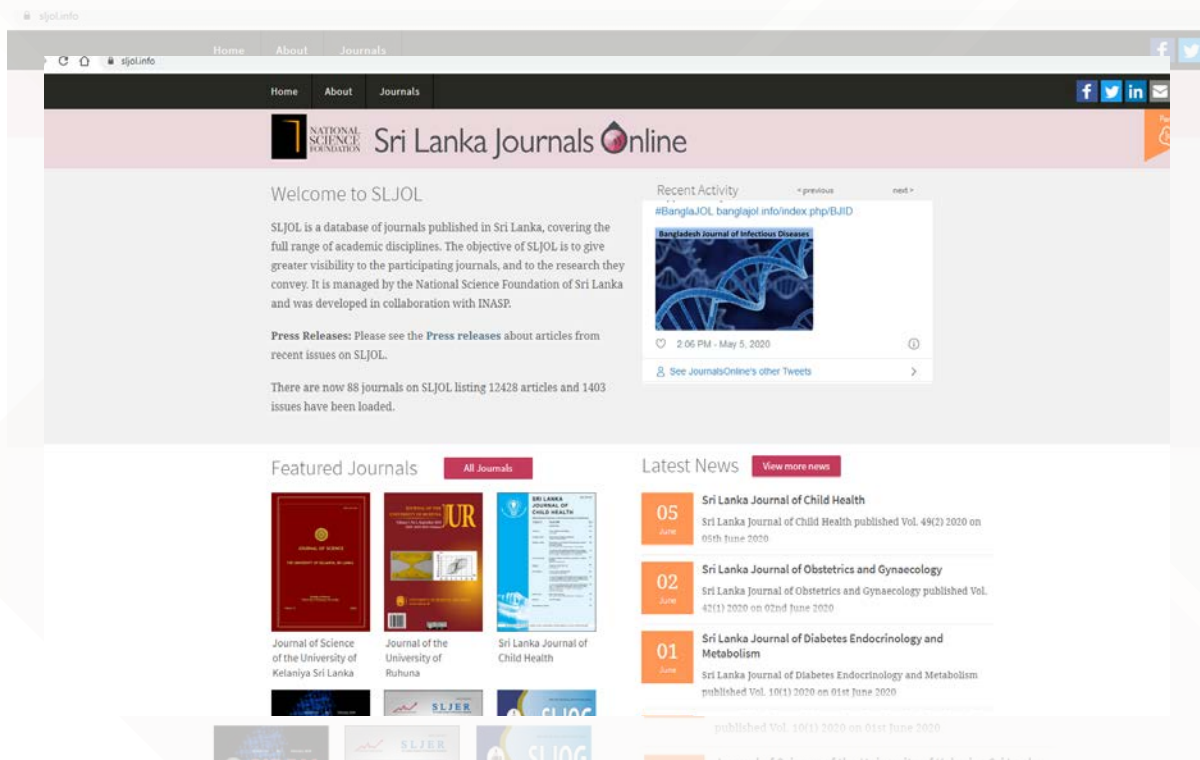 sljol.info
Home About Journals
sljol.info
Home About Journals
NATIONAL
SCIENCE
FOUNDATION
Sri Lanka Journals Online
Welcome to SLJOL
SLJOL is a database of journals published in Sri Lanka, covering the
full range of academic disciplines. The objective of SLJOL is to give
greater visibility to the participating journals, and to the research they
convey. It is managed by the National Science Foundation of Sri Lanka
and was developed in collaboration with INASP.
Press Releases: Please see the Press releases about articles from
recent issues on SLJOL.
There are now 88 journals on SLJOL listing 12428 articles and 1403
issues have been loaded.
Recent Activity < previous next >
#BanglaJOL banglajol.info/index.php/BJID
Bangladesh Journal of Infectious Diseases
2:06 PM - May 5, 2020
See JournalsOnline's other Tweets
Featured Journals All Journals
JOURNAL OF SCIENCE
JUR
SRI LANKA
JOURNAL OF
CHILD HEALTH
Journal of Science
of the University of
Kelaniya Sri Lanka
Journal of the
University of
Ruhuna
Sri Lanka Journal of
Child Health
SLJER
SLJOG
Latest News View more news
05
June
Sri Lanka Journal of Child Health
Sri Lanka Journal of Child Health published Vol. 49(2) 2020 on
05th June 2020
02
June
Sri Lanka Journal of Obstetrics and Gynaecology
Sri Lanka Journal of Obstetrics and Gynaecology published Vol.
42(1) 2020 on 02nd June 2020
01
June
Sri Lanka Journal of Diabetes Endocrinology and
Metabolism
Sri Lanka Journal of Diabetes Endocrinology and Metabolism
published Vol. 10(1) 2020 on 01st June 2020
published Vol. 10(1) 2020 on 01st June 2020
SLJER
SLJOG